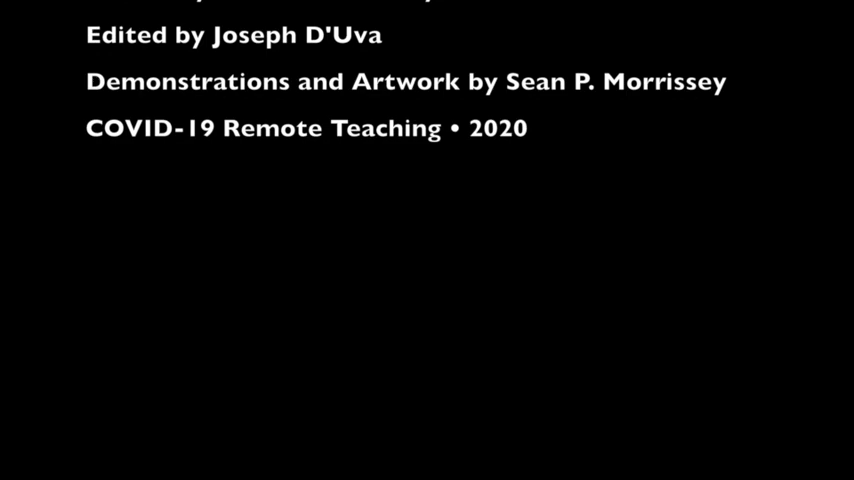 Edited by Joseph D'Uva
Demonstrations and Artwork by Sean P. Morrissey
COVID-19 Remote Teaching • 2020